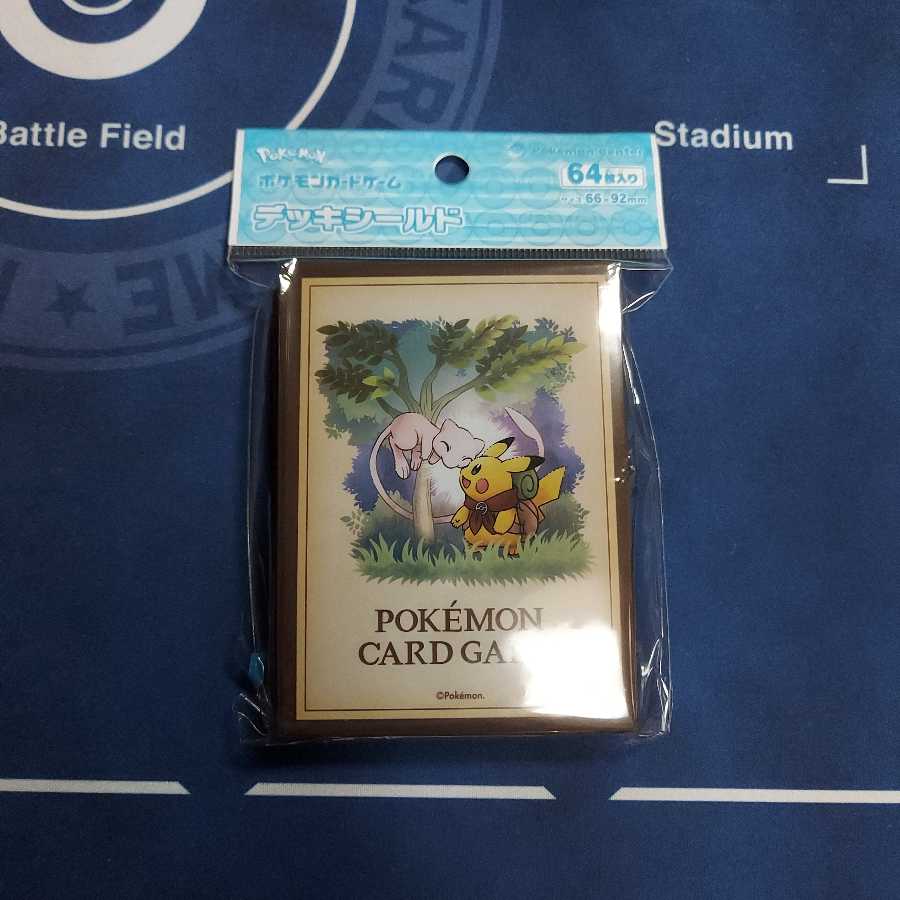 Battle Field
Stadium
POKéMON
Pokémon Center
ポケモンカードゲーム
64枚入り
デッキシールド
サイズ 66×92mm
POKÉMON
CARD GA
©Pokémon.